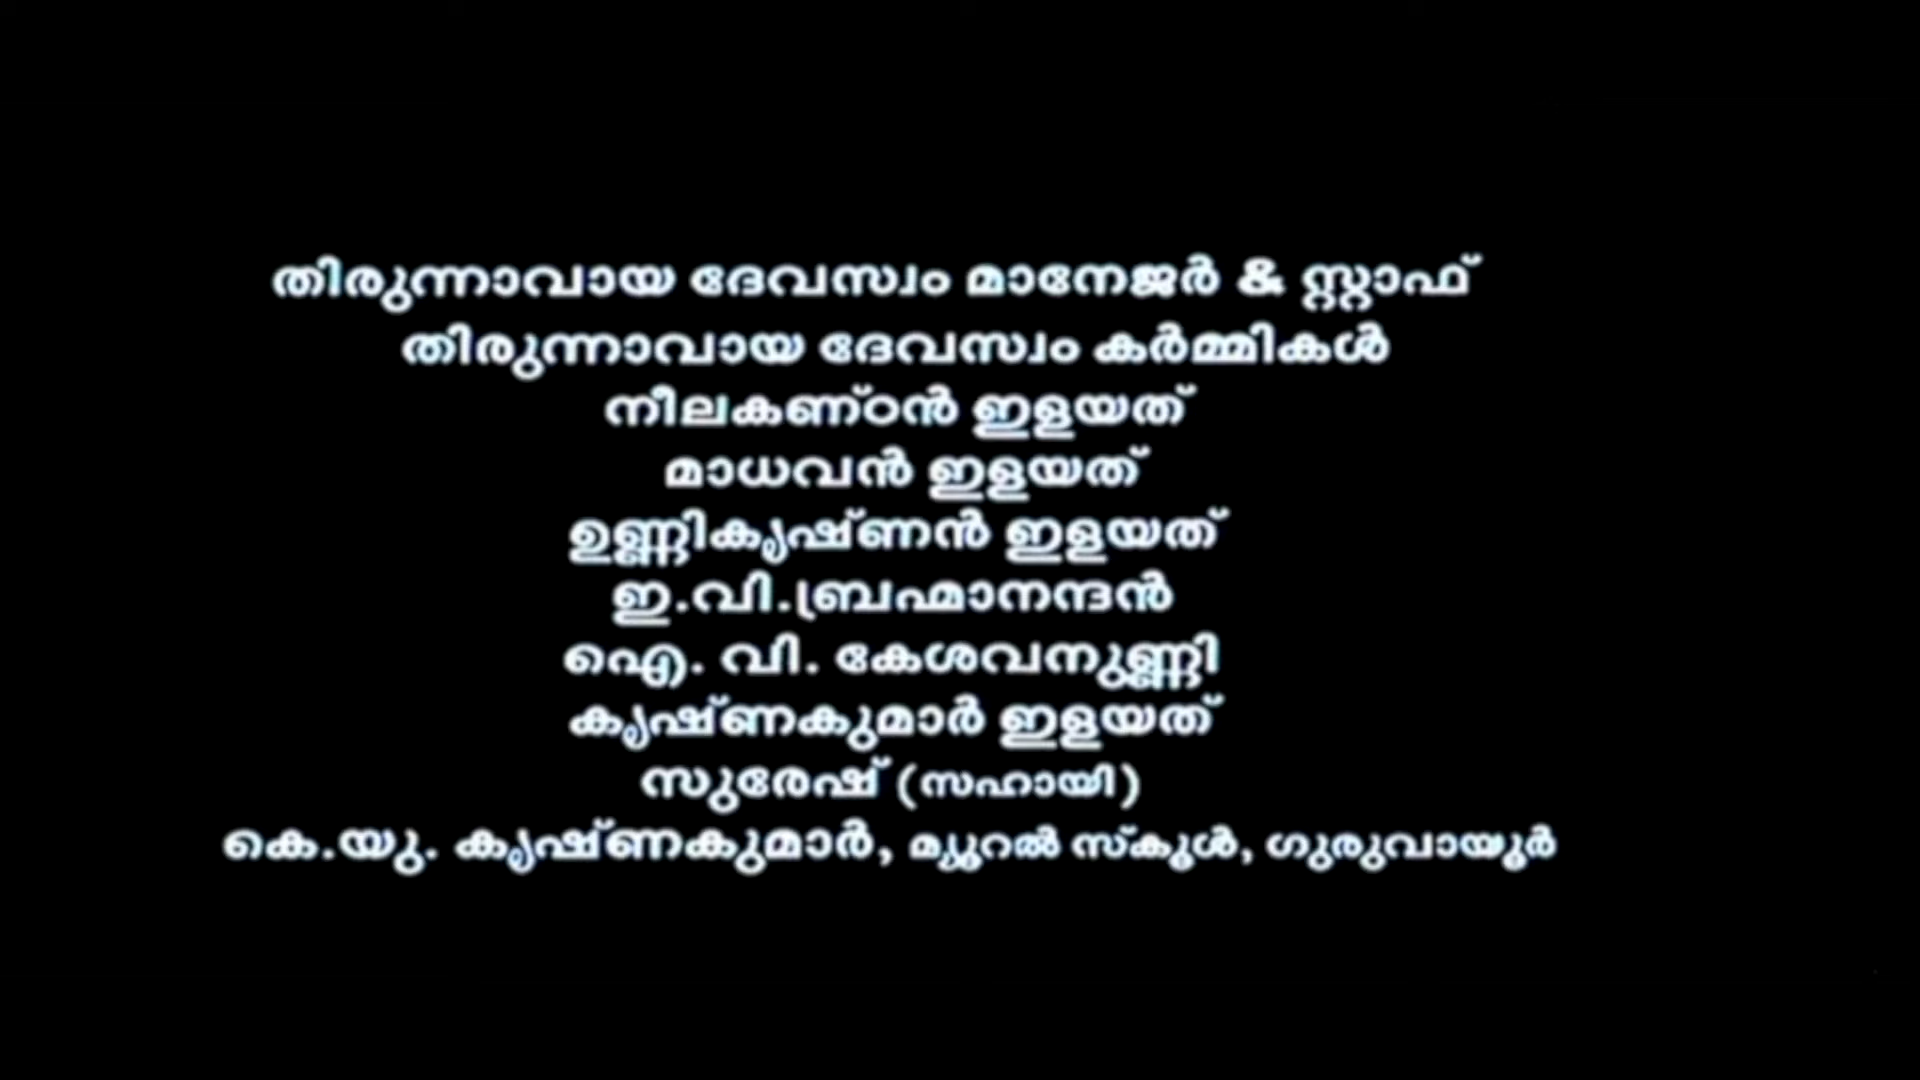 തിരുന്നാവായ ദേവസ്വം മാനേജർ & സ്റ്റാഫ്
തിരുന്നാവായ ദേവസ്വം കർമ്മികൾ
നീലകണ്ഠൻ ഇളയത്
മാധവൻ ഇളയത്
ഉണ്ണികൃഷ്ണൻ ഇളയത്
ഇ.വി.ബ്രഹ്മാനന്ദൻ
ഐ. വി. കേശവനുണ്ണി
കൃഷ്ണകുമാർ ഇളയത്
സുരേഷ് (സഹായി)
കെ.യു. കൃഷ്ണകുമാർ, മ്യൂറൽ സ്കൂൾ, ഗുരുവായൂർ